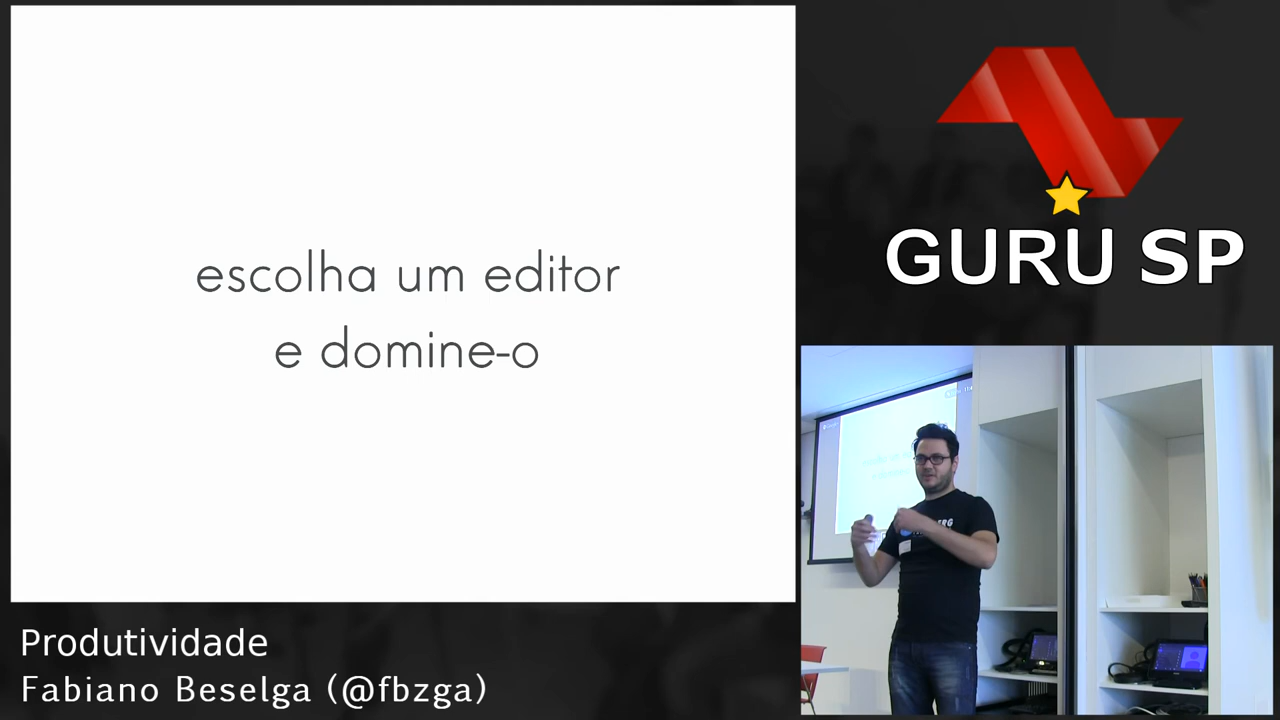 escolha um editor
e domine-o
GURU SP
Produtividade
Fabiano Beselga (@fbzga)